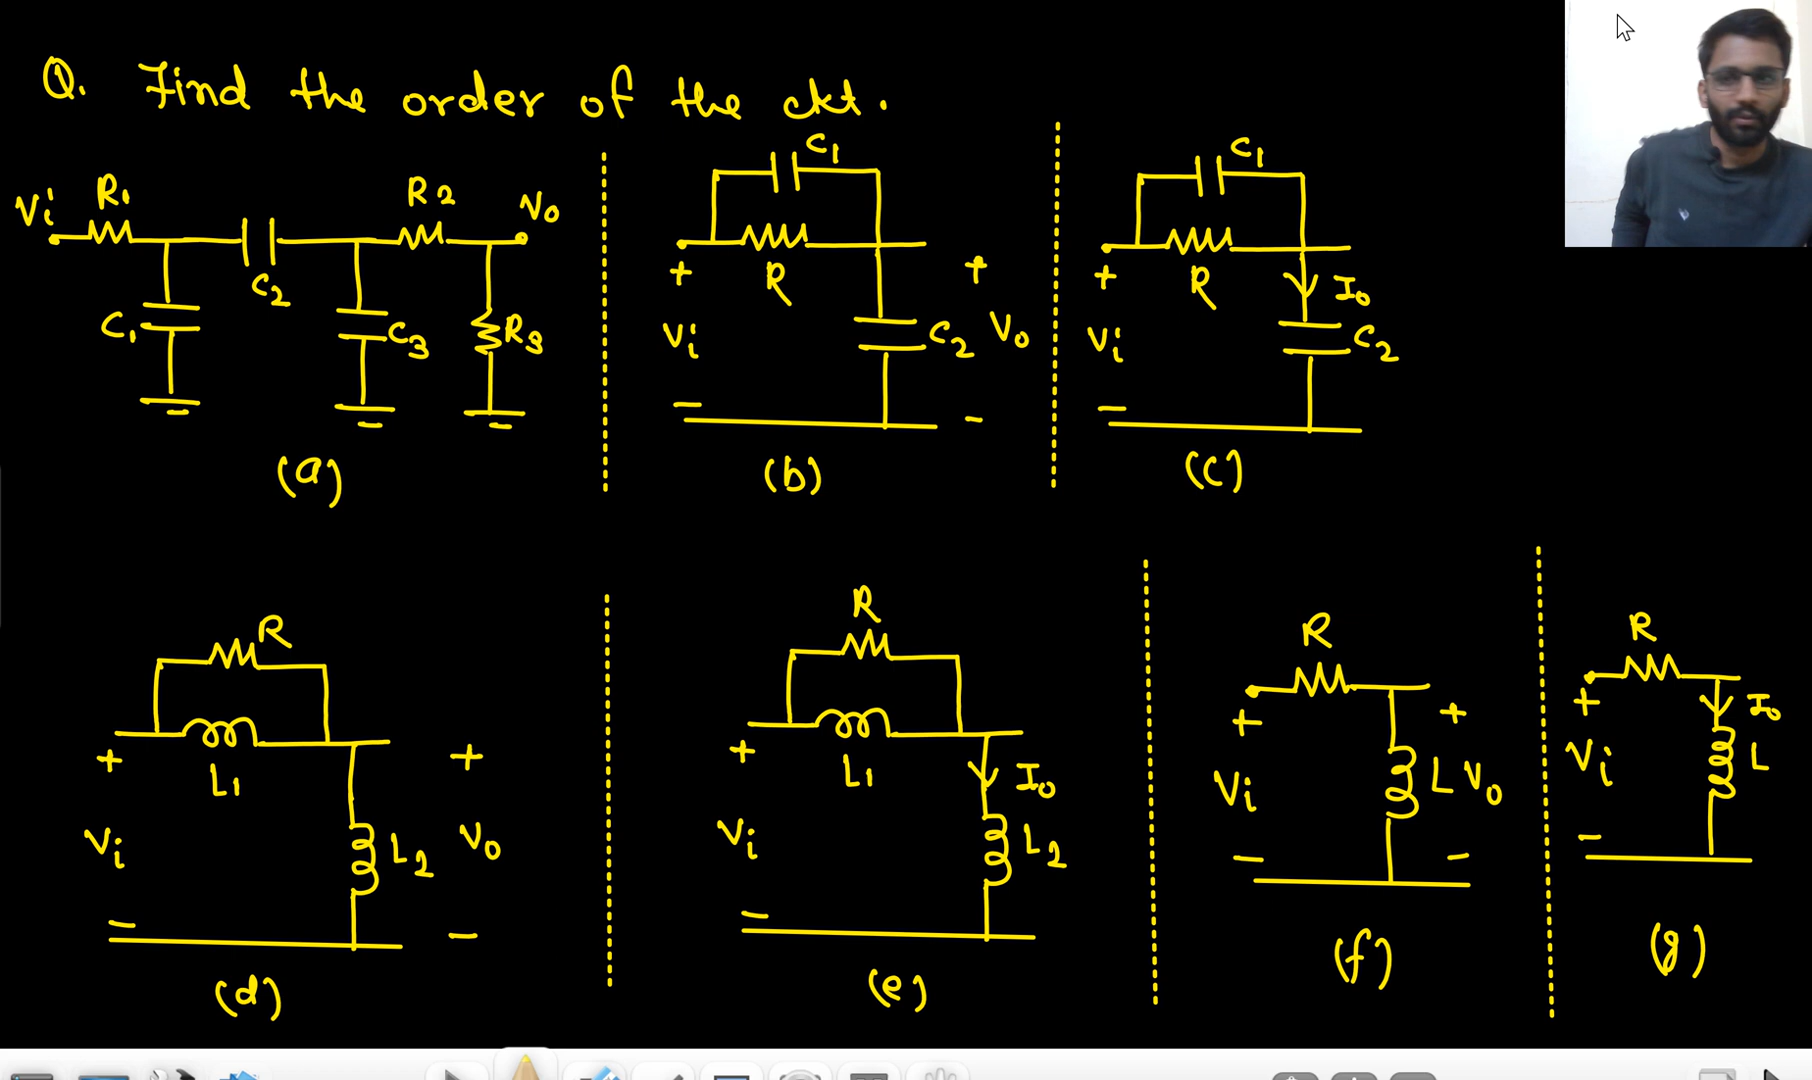 Q. Find the order of the ckt.
Vi R1 R2 Vo
C2
C1 C3 R3
(a)
C1
R
+ +
Vi C2 Vo
- -
(b)
C1
R
+ Io
Vi C2
-
(c)
R
L1
+ +
Vi L2 Vo
- -
(d)
R
L1
+ Io
Vi L2
-
(e)
R
+ +
Vi L Vo
- -
(f)
R
+ Io
Vi L
-
(g)